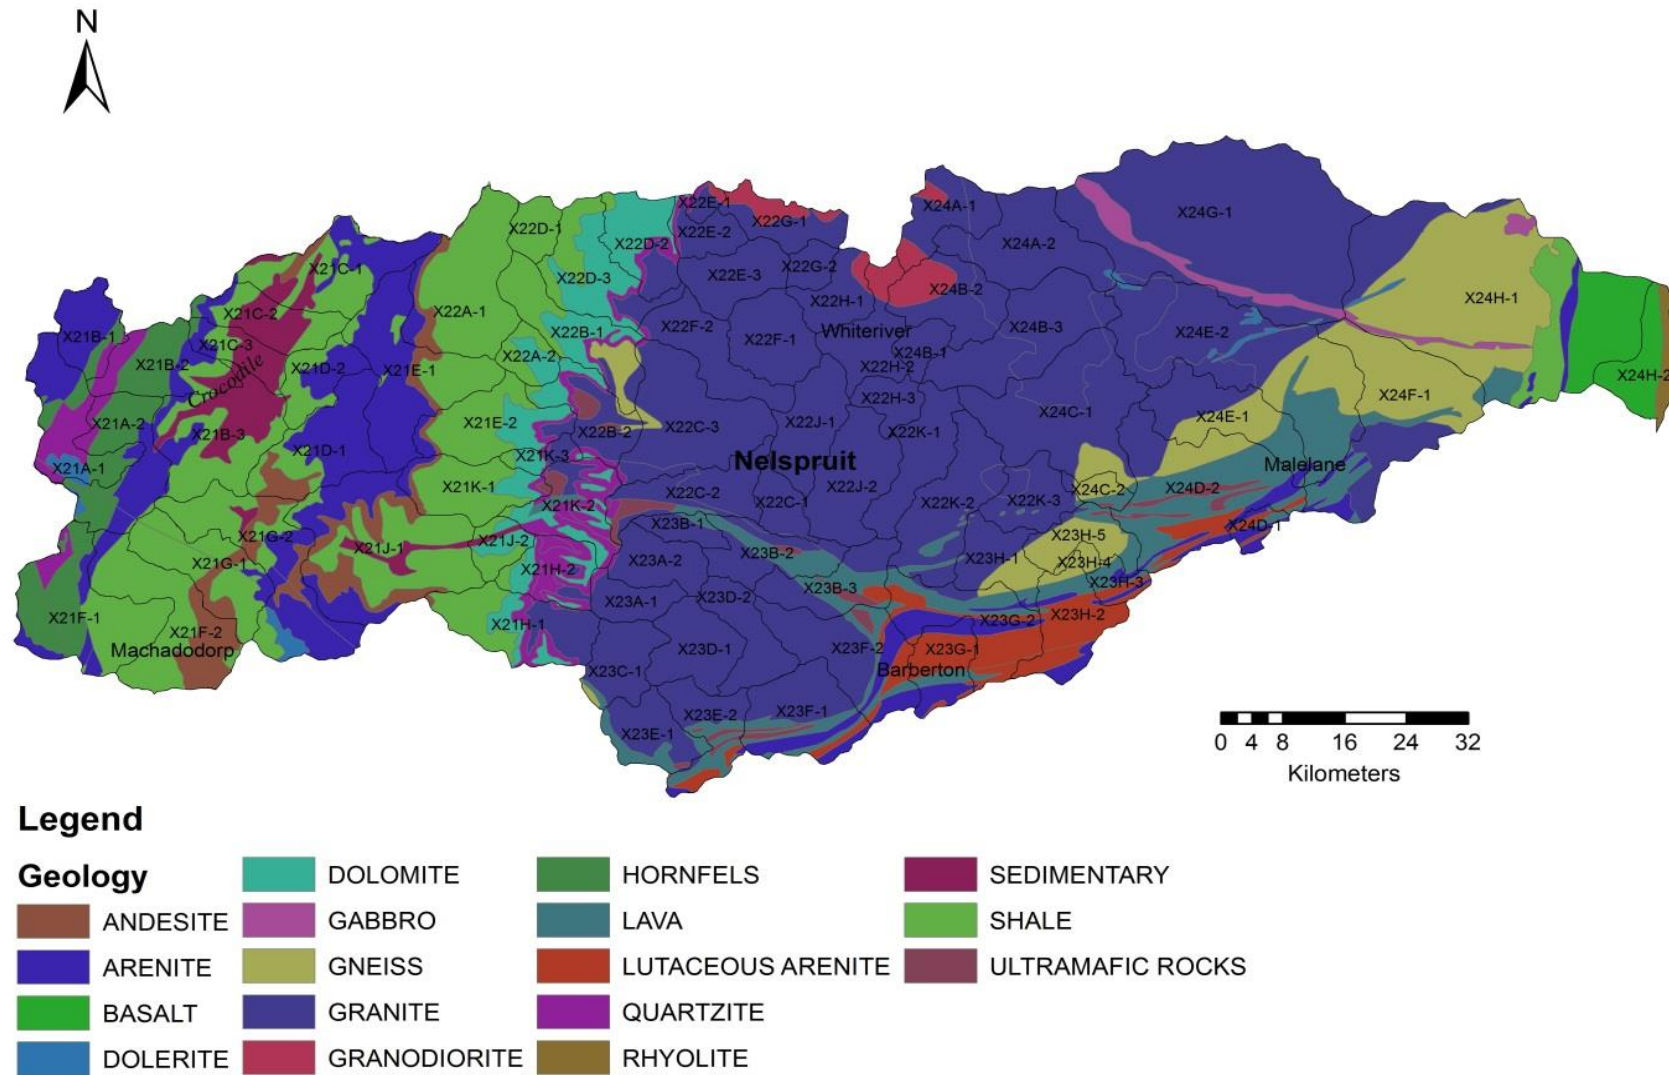 N
X22E-1
X24A-1
X22G-1
X24G-1
X22D-1
X22E-2
X22D-2
X24A-2
X21C-1
X22D-3
X22E-3
X22G-2
X24B-2
X22H-1
X24H-1
X21C-2
X22A-1
X22F-2
X24B-3
Whiteriver
X22B-1
X22F-1
X24E-2
X21B-1
X21C-3
X24B-1
X22A-2
X21B-2
X21D-2
X21E-1
X22H-2
Crocodile
X24H-2
X22H-3
X24F-1
X21A-2
X21E-2
X22B-2
X22C-3
X22J-1
X24C-1
X24E-1
X21B-3
X22K-1
X21D-1
X21K-3
Nelspruit
Malelane
X21A-1
X21K-1
X22C-2
X22J-2
X24C-2
X24D-2
X21K-2
X22C-1
X22K-2
X22K-3
X23B-1
X24D-1
X21G-2
X21J-1
X21J-2
X23H-5
X23B-2
X23A-2
X23H-1
X23H-4
X21G-1
X21H-2
X23H-3
X23B-3
X23A-1
X23D-2
X21F-1
X21F-2
X21H-1
X23G-2
X23H-2
Machadodorp
X23D-1
X23F-2
X23G-1
X23C-1
Barberton
X23E-2
X23F-1
X23E-1
0 4 8 16 24 32
Kilometers
Legend
Geology
ANDESITE
ARENITE
BASALT
DOLERITE
DOLOMITE
GABBRO
GNEISS
GRANITE
GRANODIORITE
HORNFELS
LAVA
LUTACEOUS ARENITE
QUARTZITE
RHYOLITE
SEDIMENTARY
SHALE
ULTRAMAFIC ROCKS